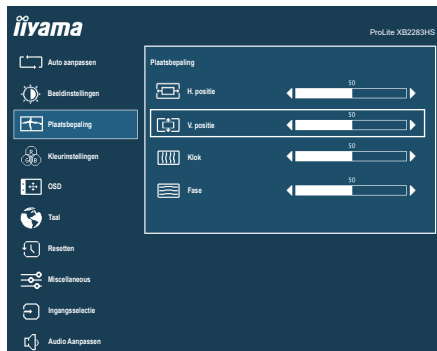 iiyama
ProLite XB2283HS
Auto aanpassen
Beeldinstellingen
Plaatsbepaling
Kleurinstellingen
R
G B
OSD
Taal
Resetten
Miscellaneous
Ingangsselectie
Audio Aanpassen
Plaatsbepaling
H. positie
50
V. positie
50
Klok
50
Fase
50